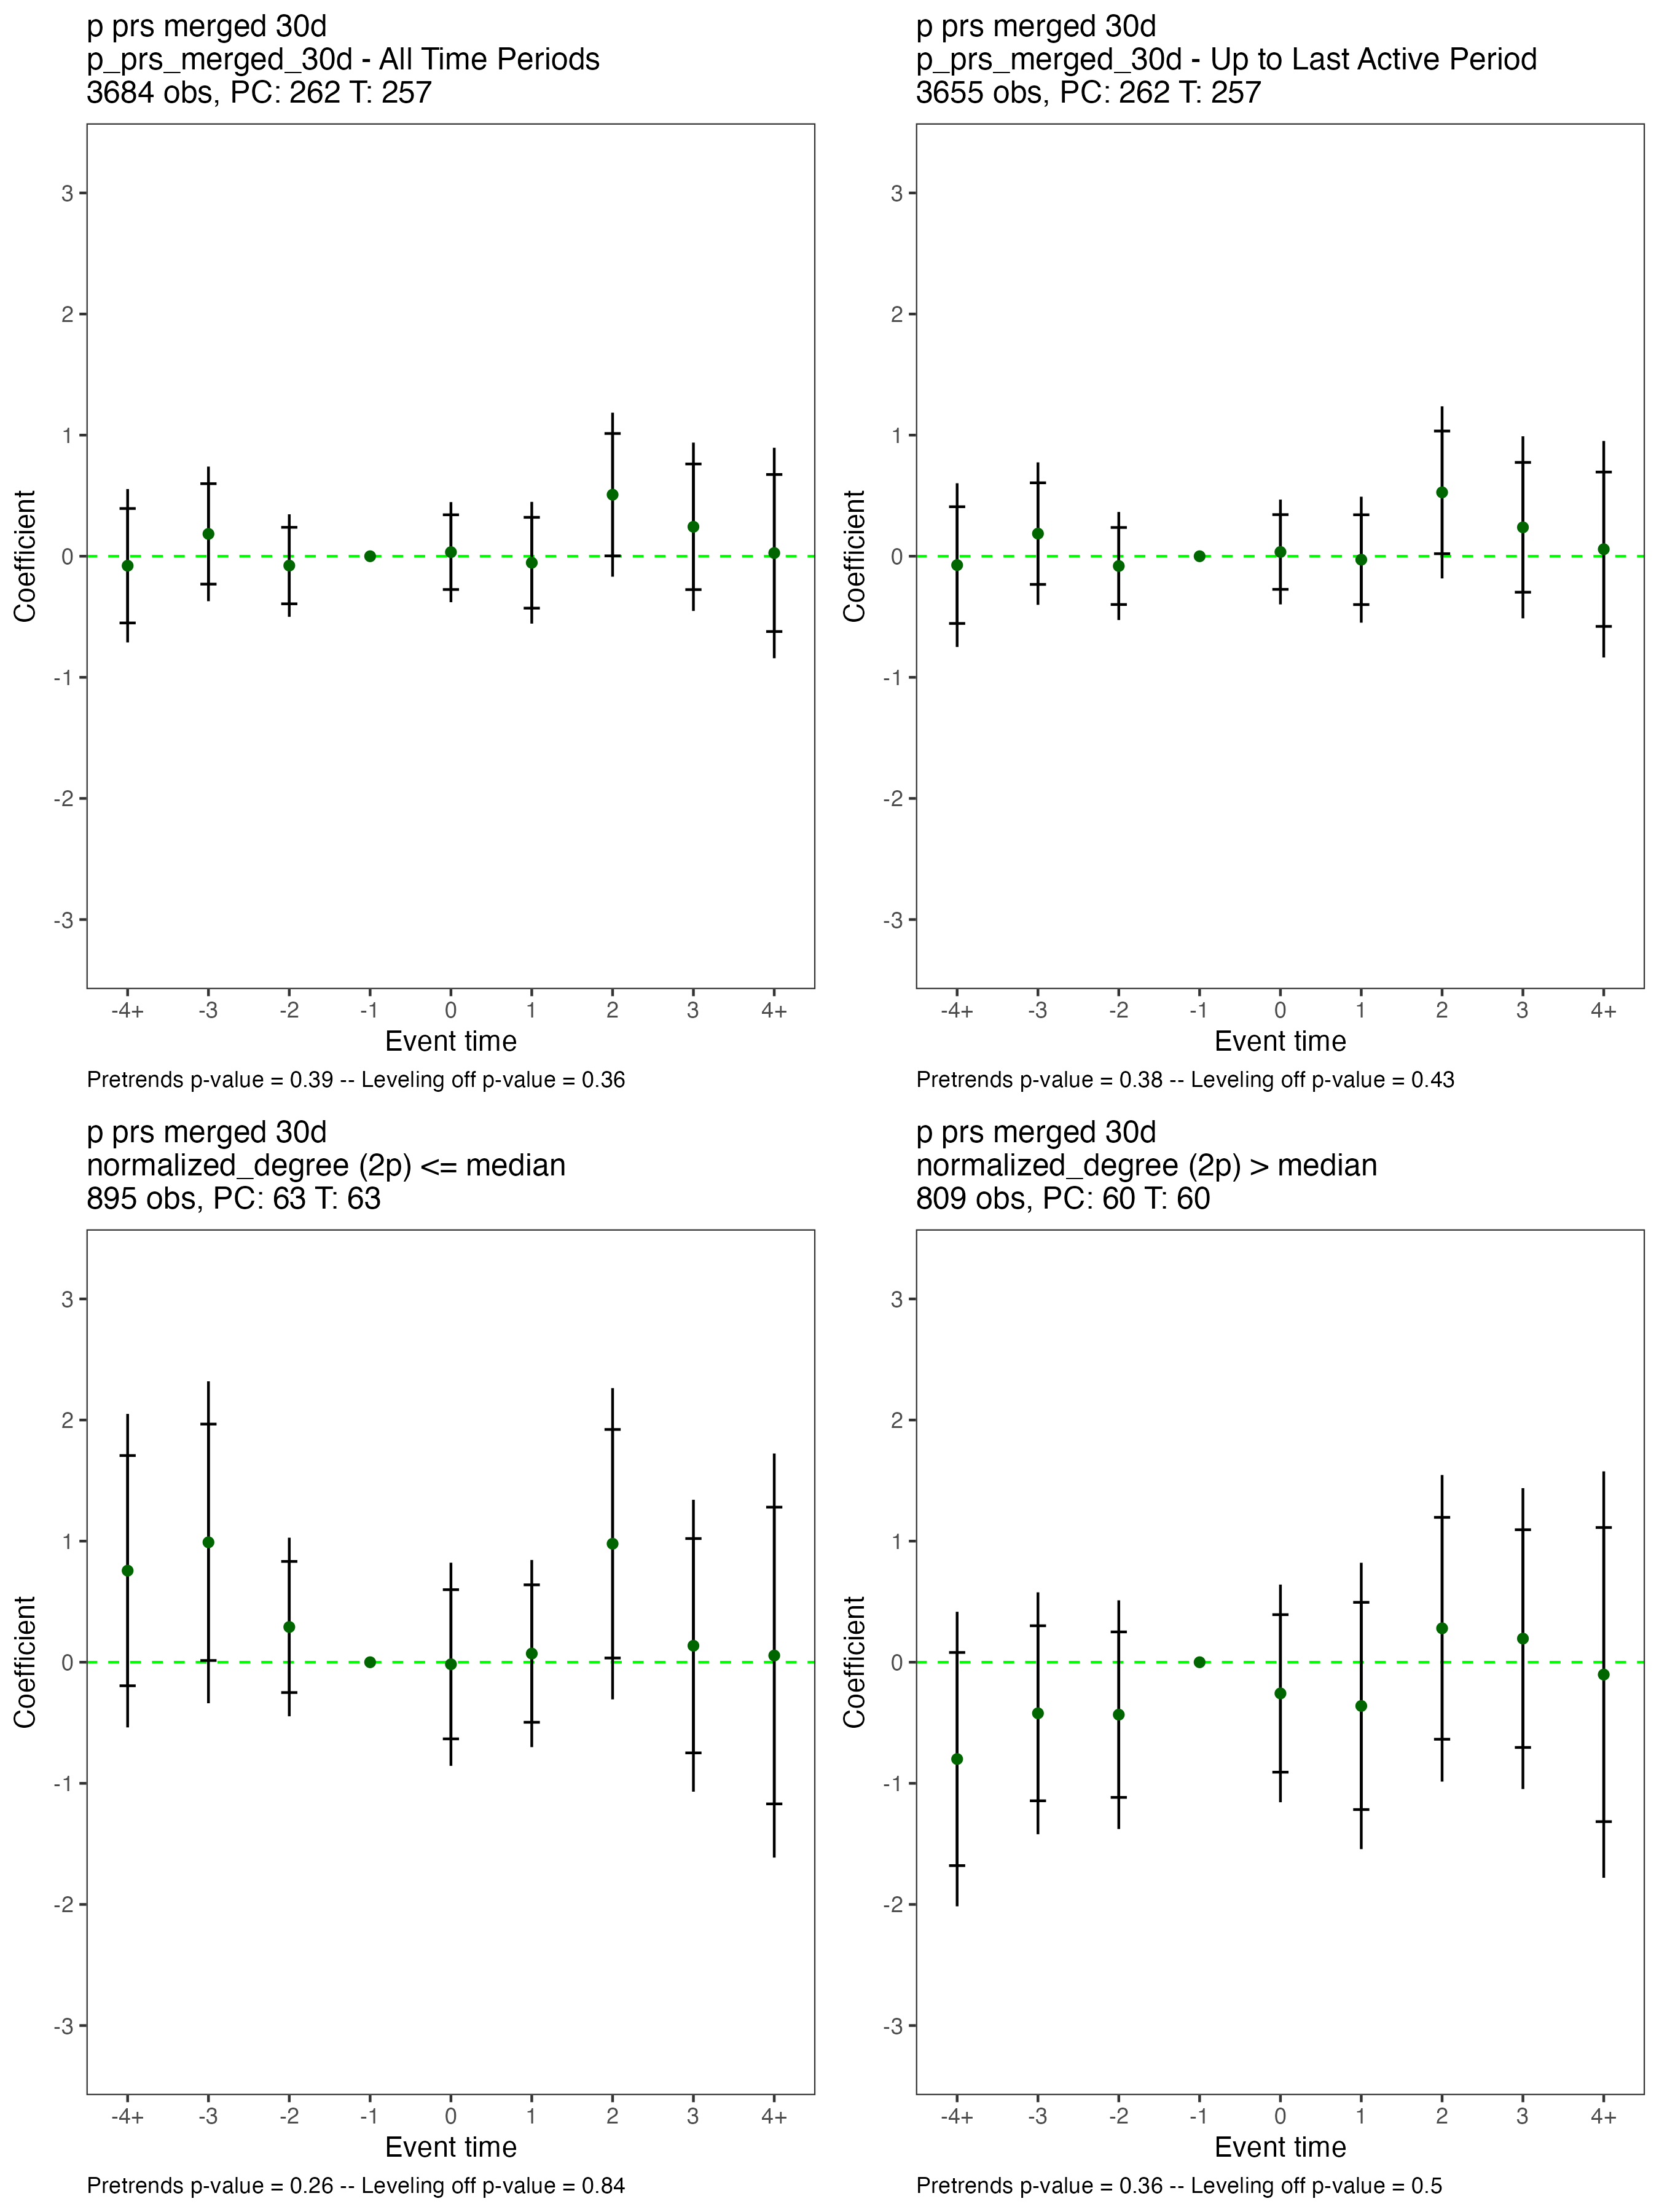 p prs merged 30d
p_prs_merged_30d - All Time Periods
3684 obs, PC: 262 T: 257
3
2
1
0
-1
-2
-3
Coefficient
-4+ -3 -2 -1 0 1 2 3 4+
Event time
Pretrends p-value = 0.39 -- Leveling off p-value = 0.36
p prs merged 30d
p_prs_merged_30d - Up to Last Active Period
3655 obs, PC: 262 T: 257
3
2
1
0
-1
-2
-3
Coefficient
-4+ -3 -2 -1 0 1 2 3 4+
Event time
Pretrends p-value = 0.38 -- Leveling off p-value = 0.43
p prs merged 30d
normalized_degree (2p) <= median
895 obs, PC: 63 T: 63
3
2
1
0
-1
-2
-3
Coefficient
-4+ -3 -2 -1 0 1 2 3 4+
Event time
Pretrends p-value = 0.26 -- Leveling off p-value = 0.84
p prs merged 30d
normalized_degree (2p) > median
809 obs, PC: 60 T: 60
3
2
1
0
-1
-2
-3
Coefficient
-4+ -3 -2 -1 0 1 2 3 4+
Event time
Pretrends p-value = 0.36 -- Leveling off p-value = 0.5